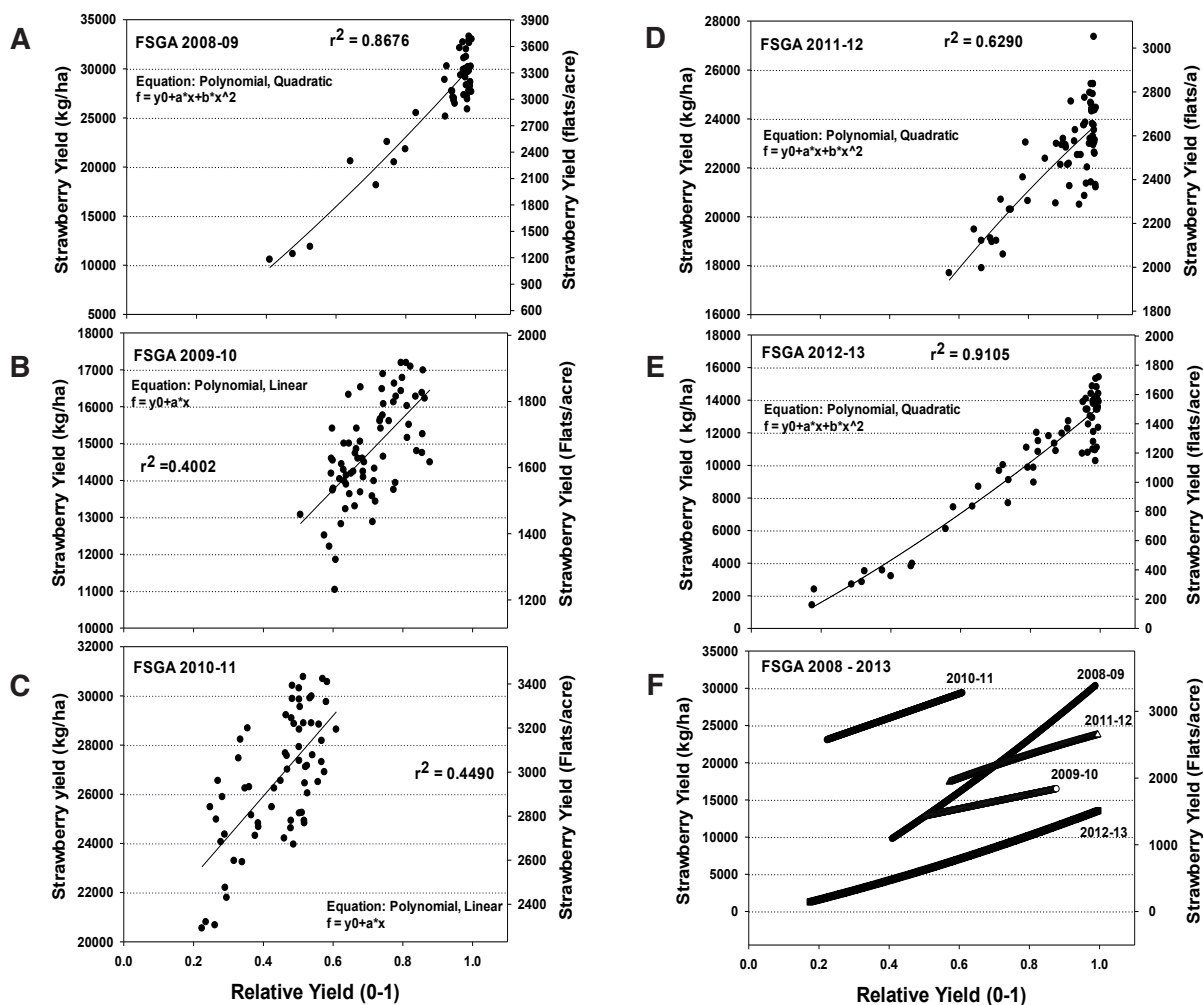 A
FSGA 2008-09
r2 = 0.8676
Equation: Polynomial, Quadratic
f = y0+a*x+b*x^2
Strawberry Yield (kg/ha)
35000
30000
25000
20000
15000
10000
5000
3900
3600
3300
3000
2700
2400
2100
1800
1500
1200
900
600
Strawberry Yield (flats/acre)
B
FSGA 2009-10
Equation: Polynomial, Linear
f = y0+a*x
r2 = 0.4002
Strawberry Yield (kg/ha)
18000
17000
16000
15000
14000
13000
12000
11000
10000
2000
1800
1600
1400
1200
Strawberry Yield (Flats/acre)
C
FSGA 2010-11
r2 = 0.4490
Equation: Polynomial, Linear
f = y0+a*x
Strawberry yield (kg/ha)
32000
30000
28000
26000
24000
22000
20000
3400
3200
3000
2800
2600
2400
Strawberry Yield (Flats/acre)
0.0 0.2 0.4 0.6 0.8 1.0
Relative Yield (0-1)
D
FSGA 2011-12
r2 = 0.6290
Equation: Polynomial, Quadratic
f = y0+a*x+b*x^2
Strawberry Yield (kg/ha)
28000
26000
24000
22000
20000
18000
16000
3000
2800
2600
2400
2200
2000
1800
Strawberry Yield (flats/a)
E
FSGA 2012-13
r2 = 0.9105
Equation: Polynomial, Quadratic
f = y0+a*x+b*x^2
Strawberry Yield ( kg/ha)
18000
16000
14000
12000
10000
8000
6000
4000
2000
0
2000
1800
1600
1400
1200
1000
800
600
400
200
0
Strawberry Yield (flats/acre)
F
FSGA 2008 - 2013
2010-11
2008-09
2011-12
2009-10
2012-13
Strawberry Yield (kg/ha)
35000
30000
25000
20000
15000
10000
5000
0
3000
2000
1000
0
Strawberry Yield (Flats/acre)
0.0 0.2 0.4 0.6 0.8 1.0
Relative Yield (0-1)